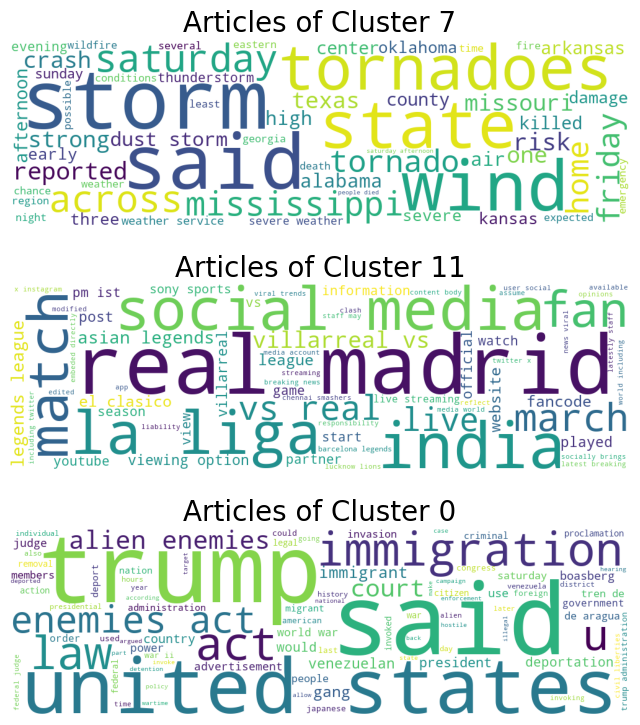 Articles of Cluster 7
evening wildfire several eastern center oklahoma time fire arkansas
crash saturday tornadoes
sunday thunderstorm texas county missouri damage
afternoon possible storm conditions least high state killed
strong dust storm georgia risk
early said tornado air one home friday emergency
reported death alabama people died saturday afternoon wind
chance weather across mississippi severe
region night three weather service severe weather kansas expected
Articles of Cluster 11
x instagram pm ist sony sports viral trends information content body user social available
modified post social media fan opinions
match asian legends vs villarreal vs clash staff may assume news viral latestly staff
legends league including twitter embeded directly real madrid media account league official watch twitter x world including
edited el clasico app villarreal breaking news streaming game website fancode
season vs real chennai smashers live streaming reflect live march
la liga view liability responsibility start media world india played
youtube viewing option partner barcelona legends lucknow lions socially brings latest breaking
Articles of Cluster 0
individual also alien enemies could legal going invasion case criminal proclamation
judge trump immigration hearing
members deported removal action deport nation hours year target immigrant congress saturday boasberg district tren de
presidential according court citizen use foreign venezuela government
enemies act administration history national migrant campaign enforcement de aragua
order used argued country american world war invoked war alien hostile said later illegal u
law part power war ii invoke act would last back state day civil liberties
federal judge detention federal advertisement venezuelan president deportation trump administration
united states policy people allow gang invoking
time wartime japanese